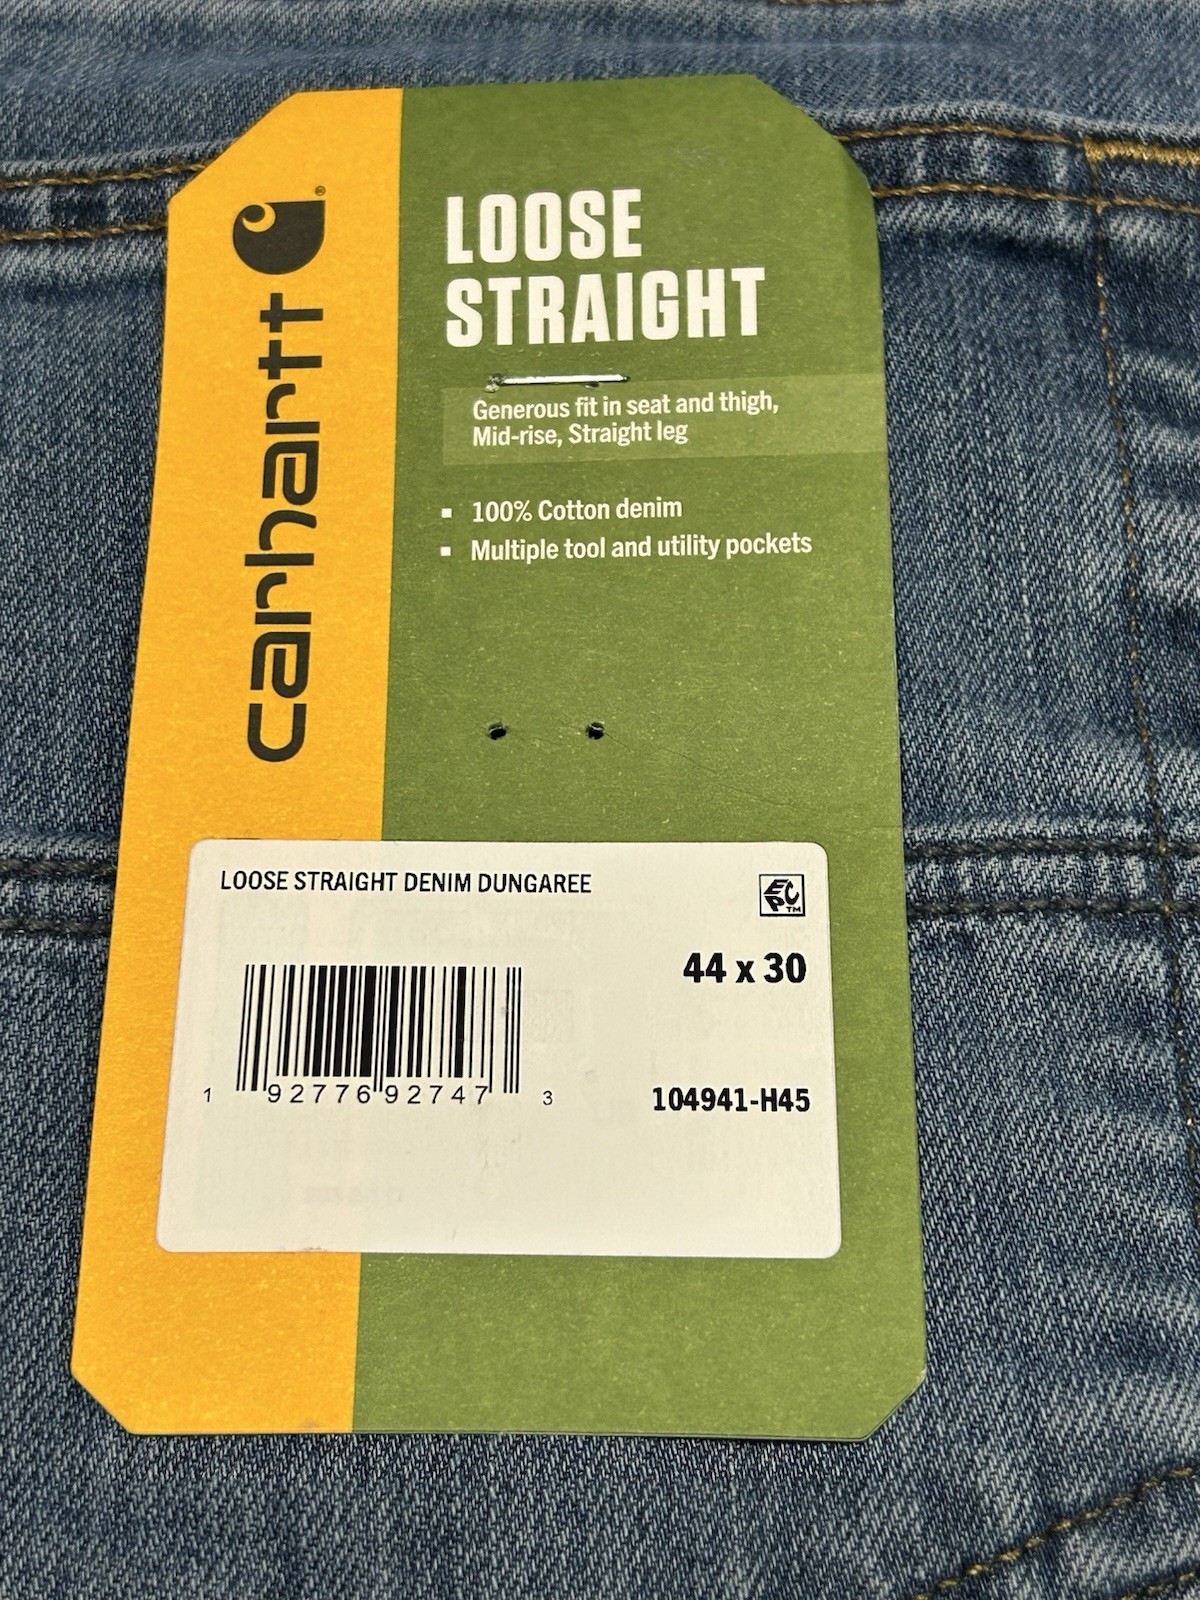 carhartt
®
LOOSE
STRAIGHT
Generous fit in seat and thigh,
Mid-rise, Straight leg
▪ 100% Cotton denim
▪ Multiple tool and utility pockets
LOOSE STRAIGHT DENIM DUNGAREE
EPC™
44 x 30
1 92776 92747 3
104941-H45